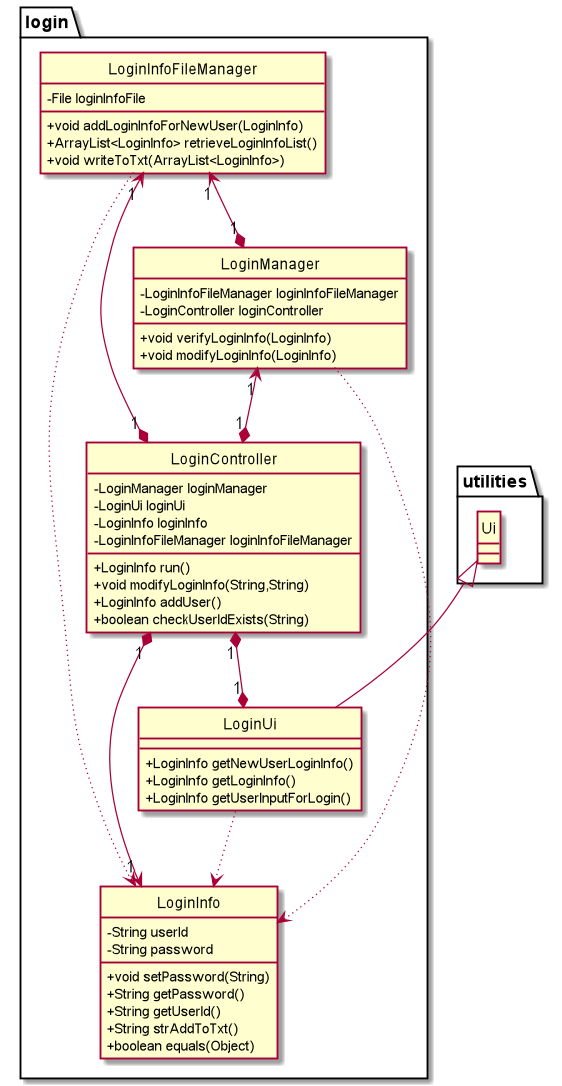 login
LoginInfoFileManager
-File loginInfoFile
+void addLoginInfoForNewUser(LoginInfo)
+ArrayList<LoginInfo> retrieveLoginInfoList()
+void writeToTxt(ArrayList<LoginInfo>)
1
1
1
LoginManager
-LoginInfoFileManager loginInfoFileManager
-LoginController loginController
+void verifyLoginInfo(LoginInfo)
+void modifyLoginInfo(LoginInfo)
1
1
1
LoginController
-LoginManager loginManager
-LoginUi loginUi
-LoginInfo loginInfo
-LoginInfoFileManager loginInfoFileManager
+LoginInfo run()
+void modifyLoginInfo(String,String)
+LoginInfo addUser()
+boolean checkUserIdExists(String)
utilities
Ui
1
1
1
LoginUi
+LoginInfo getNewUserLoginInfo()
+LoginInfo getLoginInfo()
+LoginInfo getUserInputForLogin()
1
LoginInfo
-String userId
-String password
+void setPassword(String)
+String getPassword()
+String getUserId()
+String strAddToTxt()
+boolean equals(Object)